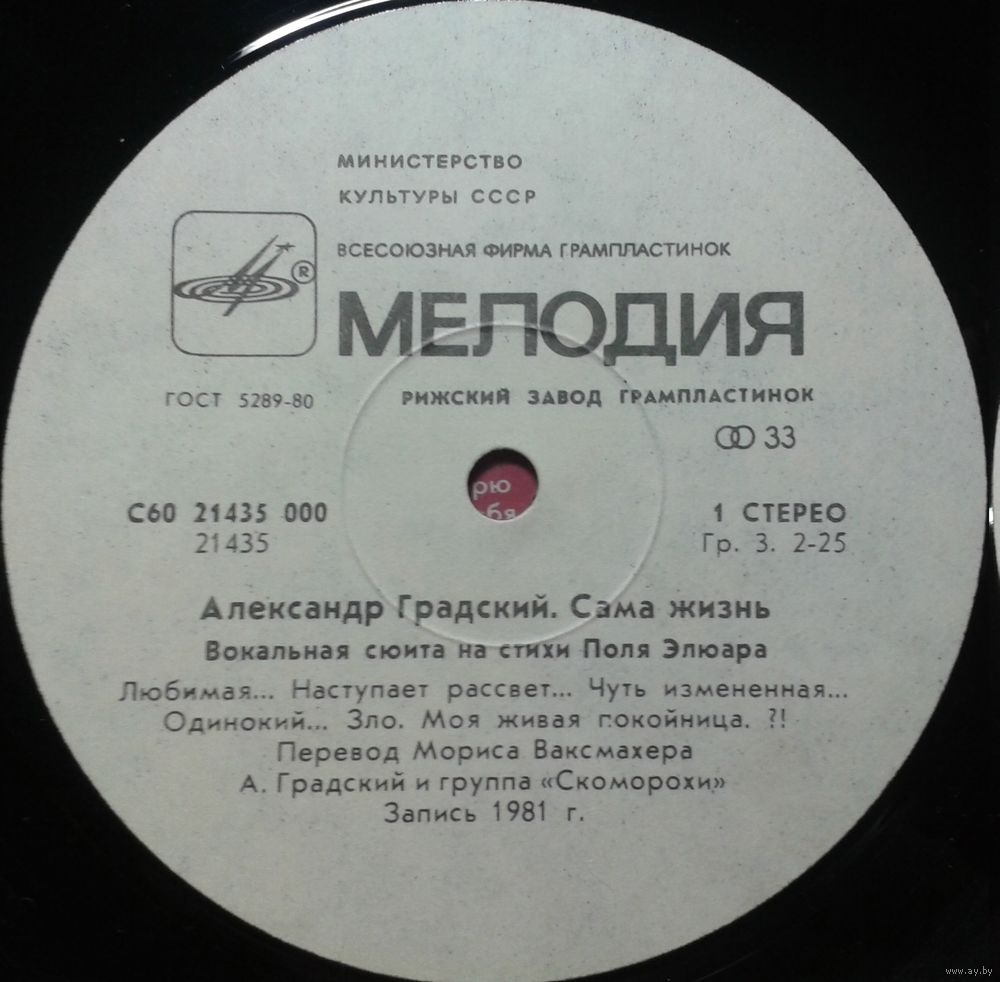 МИНИСТЕРСТВО
КУЛЬТУРЫ СССР
ВСЕСОЮЗНАЯ ФИРМА ГРАМПЛАСТИНОК
®
МЕЛОДИЯ
ГОСТ 5289-80
РИЖСКИЙ ЗАВОД ГРАМПЛАСТИНОК
33
рю
бя
С60 21435 000
21435
1 СТЕРЕО
Гр. 3. 2-25
Александр Градский. Сама жизнь
Вокальная сюита на стихи Поля Элюара
Любимая... Наступает рассвет... Чуть измененная...
Одинокий... Зло. Моя живая покойница. ?!
Перевод Мориса Ваксмахера
А. Градский и группа «Скоморохи»
Запись 1981 г.
www.ay.by